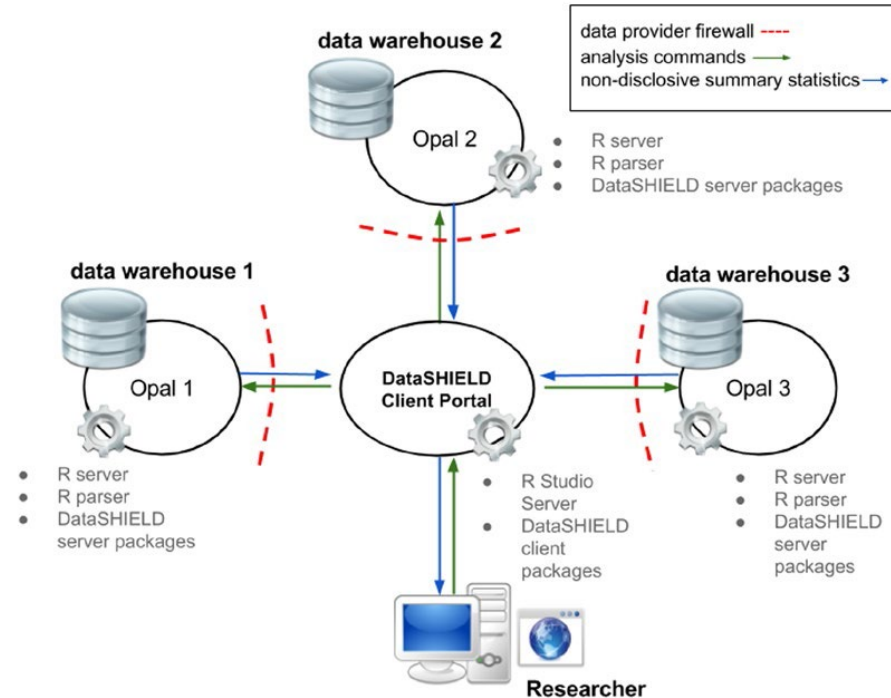 data provider firewall
analysis commands
non-disclosive summary statistics
data warehouse 2
Opal 2
● R server
● R parser
● DataSHIELD server packages
data warehouse 1
Opal 1
● R server
● R parser
● DataSHIELD
server packages
DataSHIELD
Client Portal
● R Studio
Server
● DataSHIELD
client
packages
data warehouse 3
Opal 3
● R server
● R parser
● DataSHIELD
server
packages
Researcher